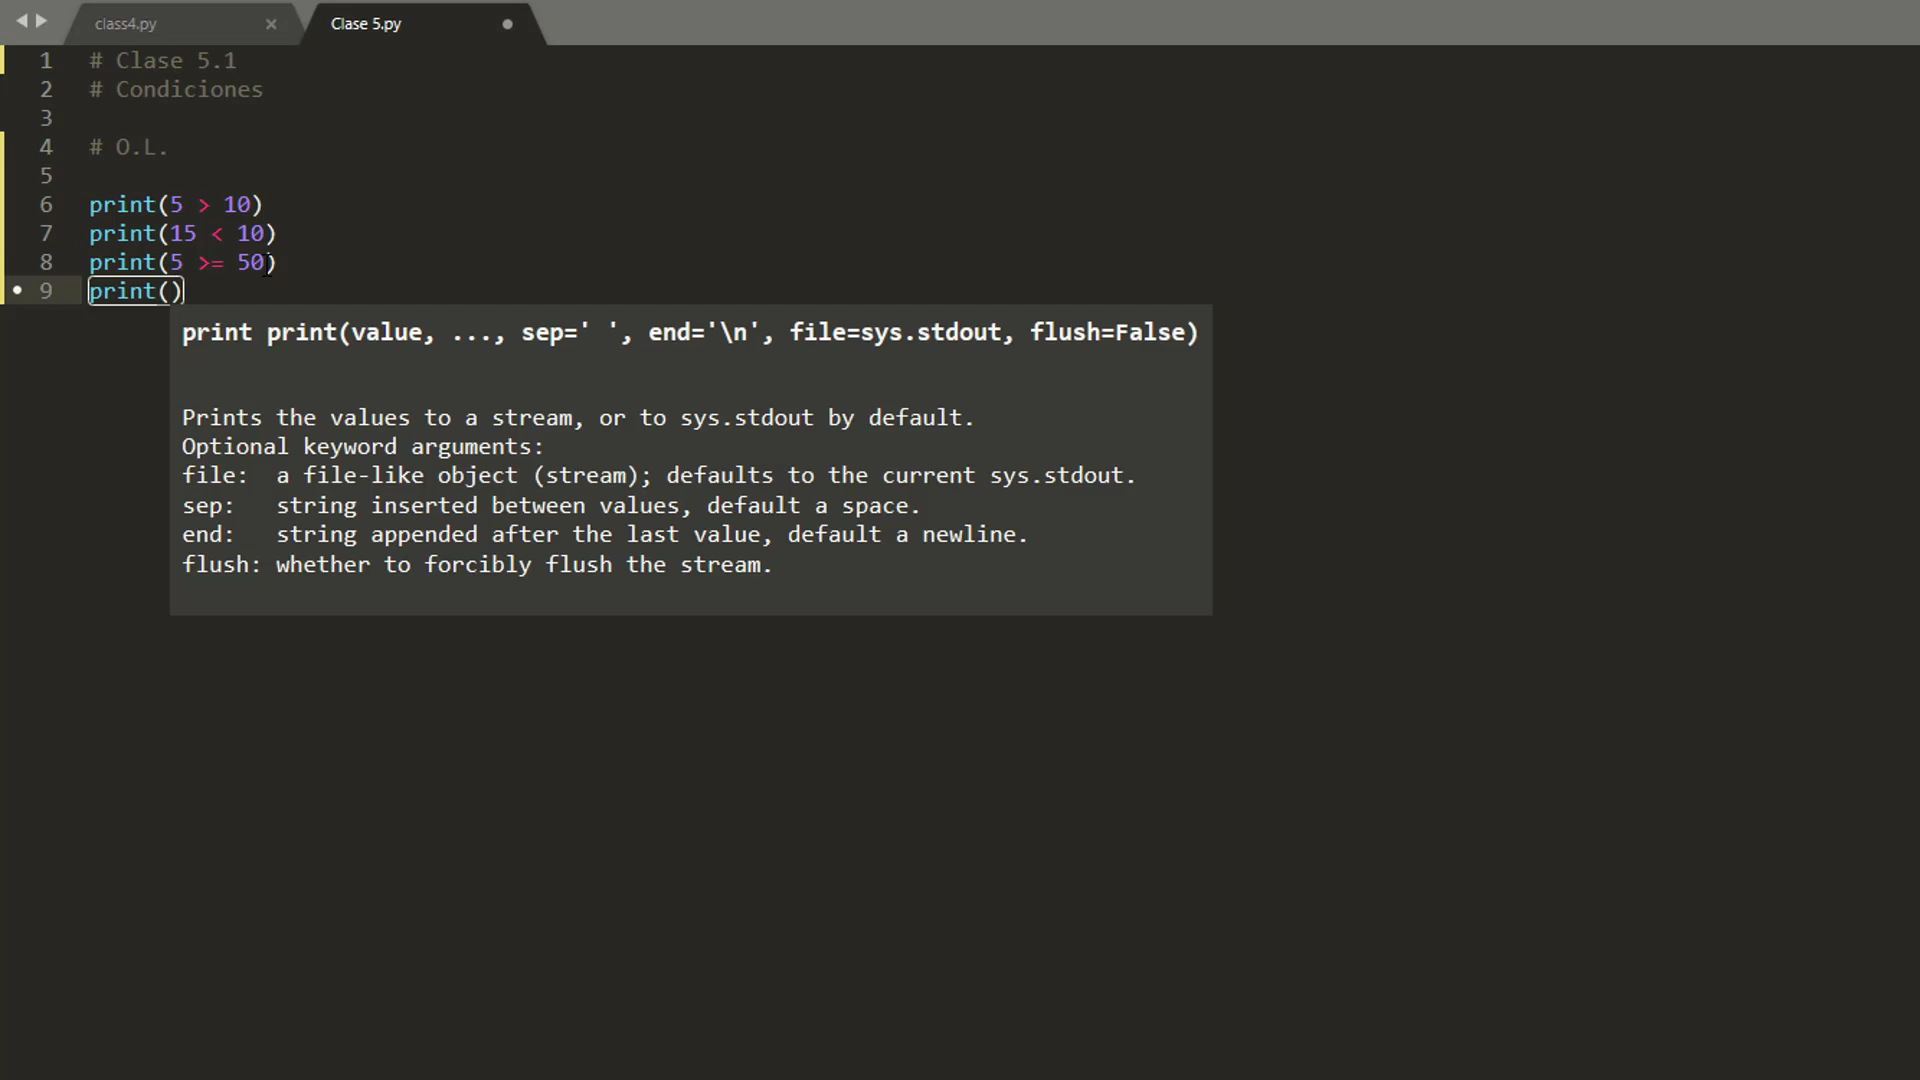 class4.py × Clase 5.py
1 # Clase 5.1
2 # Condiciones
3
4 # O.L.
5
6 print(5 > 10)
7 print(15 < 10)
8 print(5 >= 50)
9 print()
print print(value, ..., sep=' ', end='\n', file=sys.stdout, flush=False)
Prints the values to a stream, or to sys.stdout by default.
Optional keyword arguments:
file:  a file-like object (stream); defaults to the current sys.stdout.
sep:   string inserted between values, default a space.
end:   string appended after the last value, default a newline.
flush: whether to forcibly flush the stream.